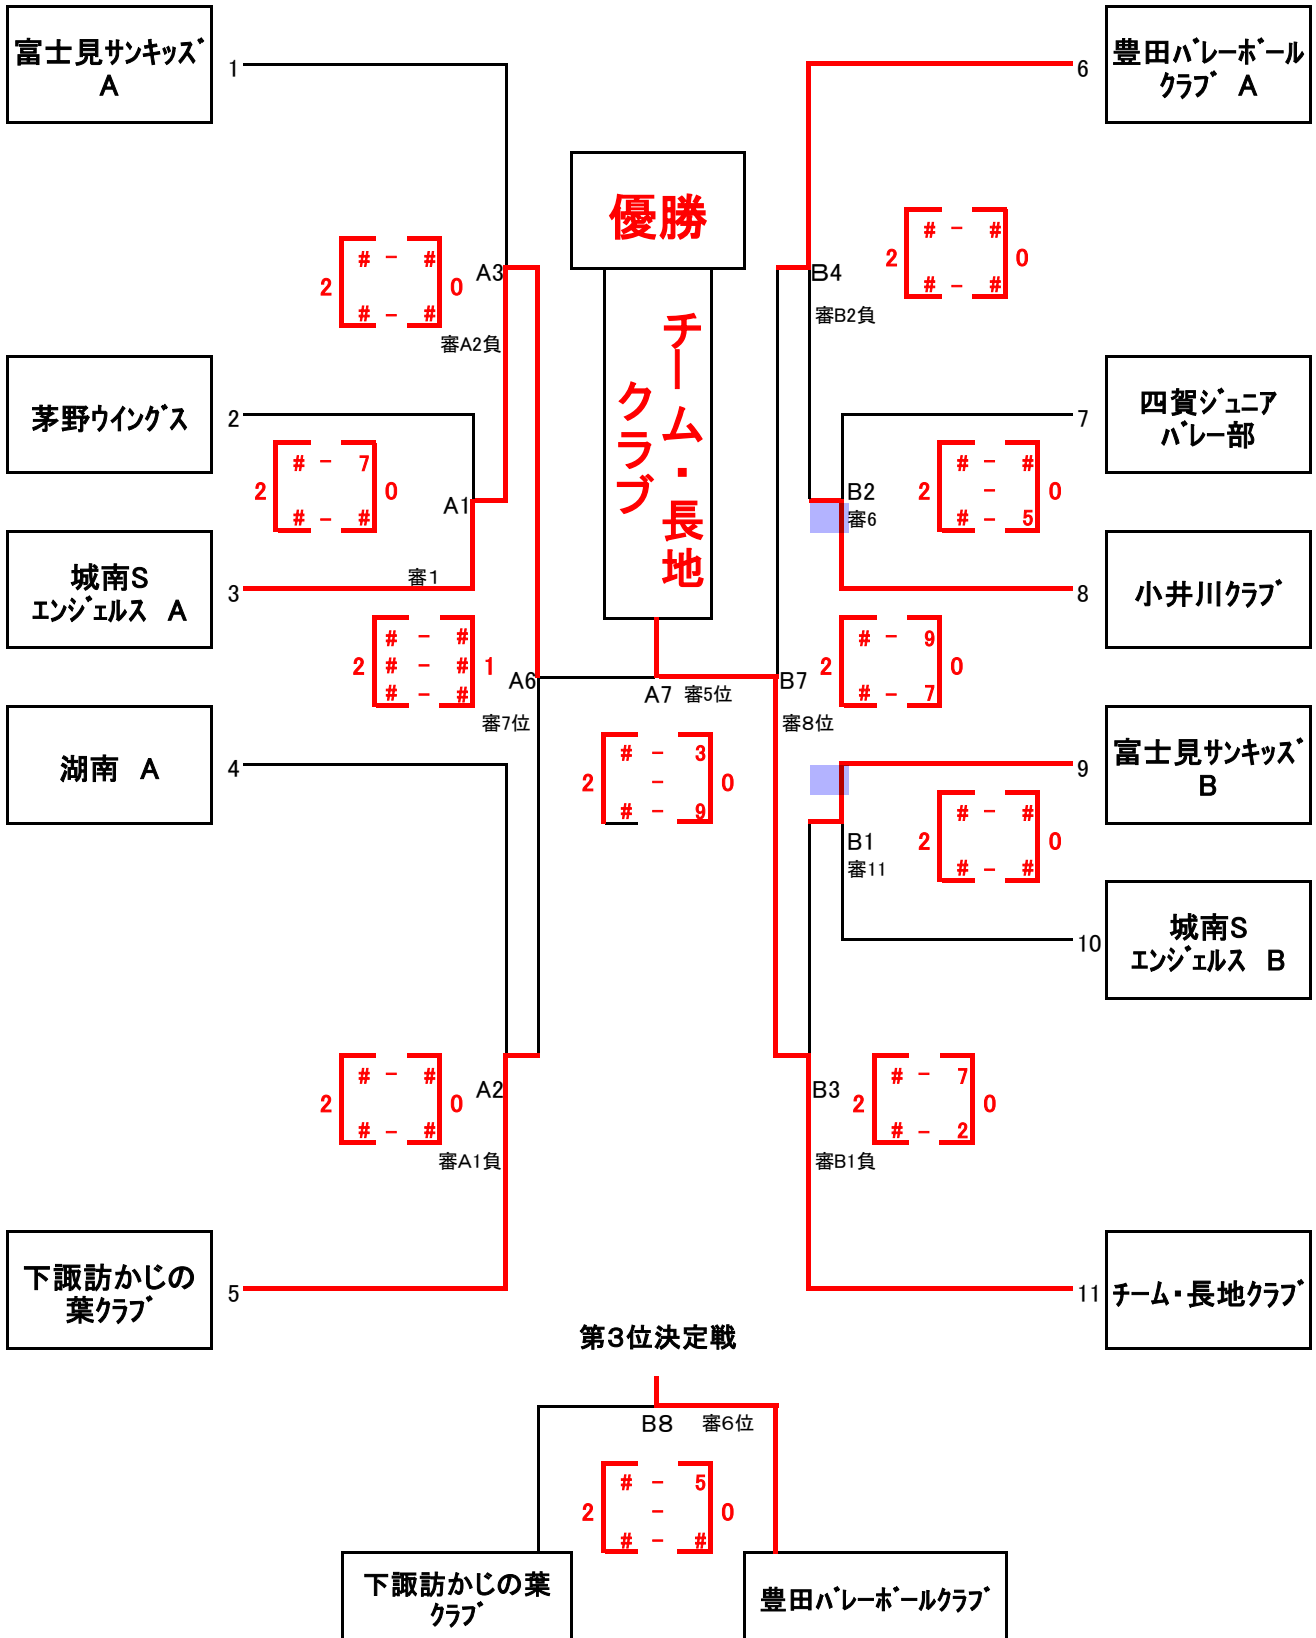 富士見サンキッズ
A
1
6
豊田バレーボール
クラブ A
優勝
チーム・長地
クラブ
# - #
2 0
# - #
A3
審A2負
# - #
2 0
# - #
B4
審B2負
茅野ウイングス
2
7
四賀ジュニア
バレー部
# - 7
2 0
# - #
A1
審1
# - #
2 - 0
# - 5
B2
審6
城南S
エンジェルス A
3
8
小井川クラブ
# - #
2 # - # 1
# - #
A6
審7位
A7 審5位
B7
審8位
# - 9
2 0
# - 7
湖南 A
4
# - 3
2 - 0
# - 9
9
富士見サンキッズ
B
B1
審11
# - #
2 0
# - #
10
城南S
エンジェルス B
# - #
2 0
# - #
A2
審A1負
B3
審B1負
# - 7
2 0
# - 2
下諏訪かじの
葉クラブ
5
11
チーム・長地クラブ
第3位決定戦
B8 審6位
# - 5
2 - 0
# - #
下諏訪かじの葉
クラブ
豊田バレーボールクラブ